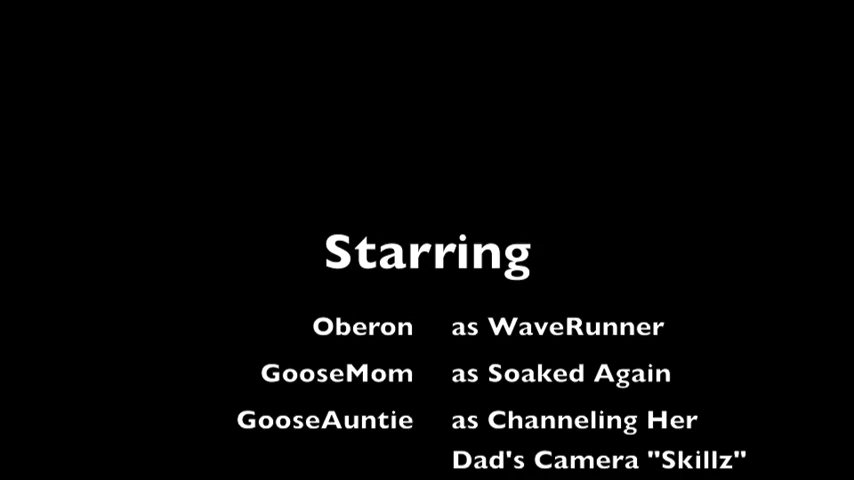 Starring
Oberon as WaveRunner
GooseMom as Soaked Again
GooseAuntie as Channeling Her
Dad's Camera "Skillz"